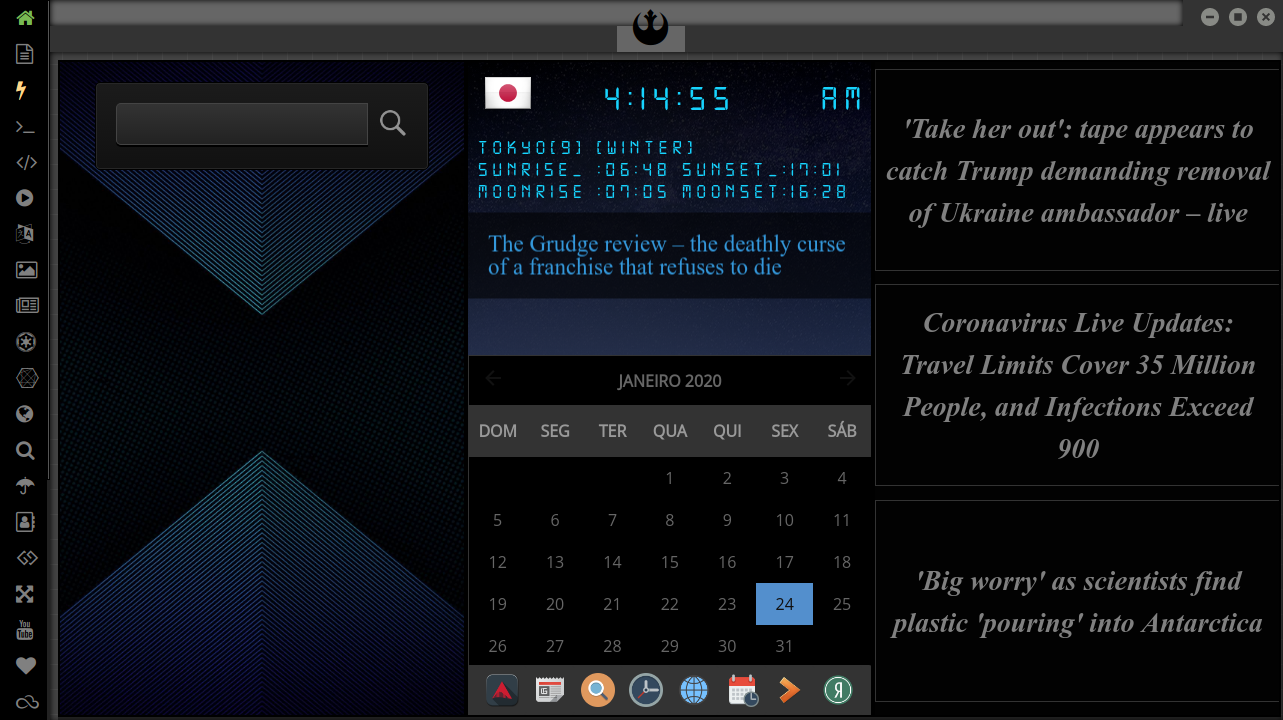 4:14:55 AM
TOKYO(9) (WINTER)
SUNRISE_ :06:48 SUNSET_:17:01
MOONRISE :07:05 MOONSET:16:28
The Grudge review – the deathly curse
of a franchise that refuses to die
JANEIRO 2020
DOM SEG TER QUA QUI SEX SÁB
1 2 3 4
5 6 7 8 9 10 11
12 13 14 15 16 17 18
19 20 21 22 23 24 25
26 27 28 29 30 31
'Take her out': tape appears to
catch Trump demanding removal
of Ukraine ambassador – live
Coronavirus Live Updates:
Travel Limits Cover 35 Million
People, and Infections Exceed
900
'Big worry' as scientists find
plastic 'pouring' into Antarctica
You
Tube
Я